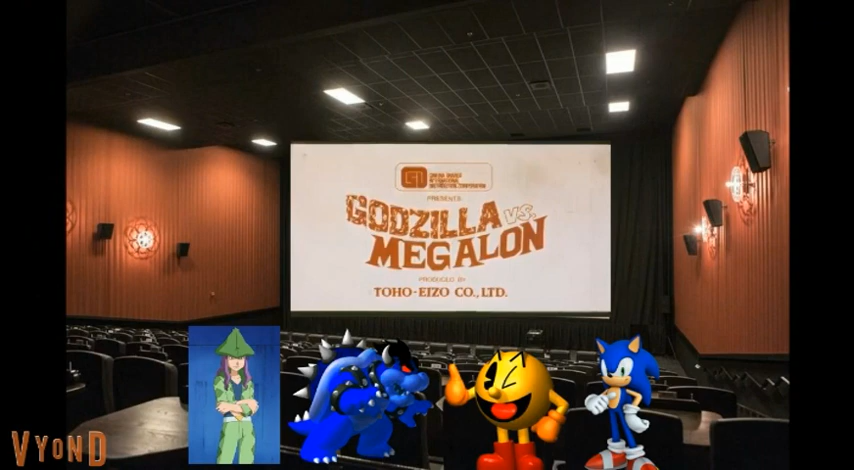 CINEMA SHARES
INTERNATIONAL
DISTRIBUTION CORPORATION
PRESENTS
GODZILLA VS.
MEGALON
PRODUCED BY
TOHO-EIZO CO., LTD.
VYOND